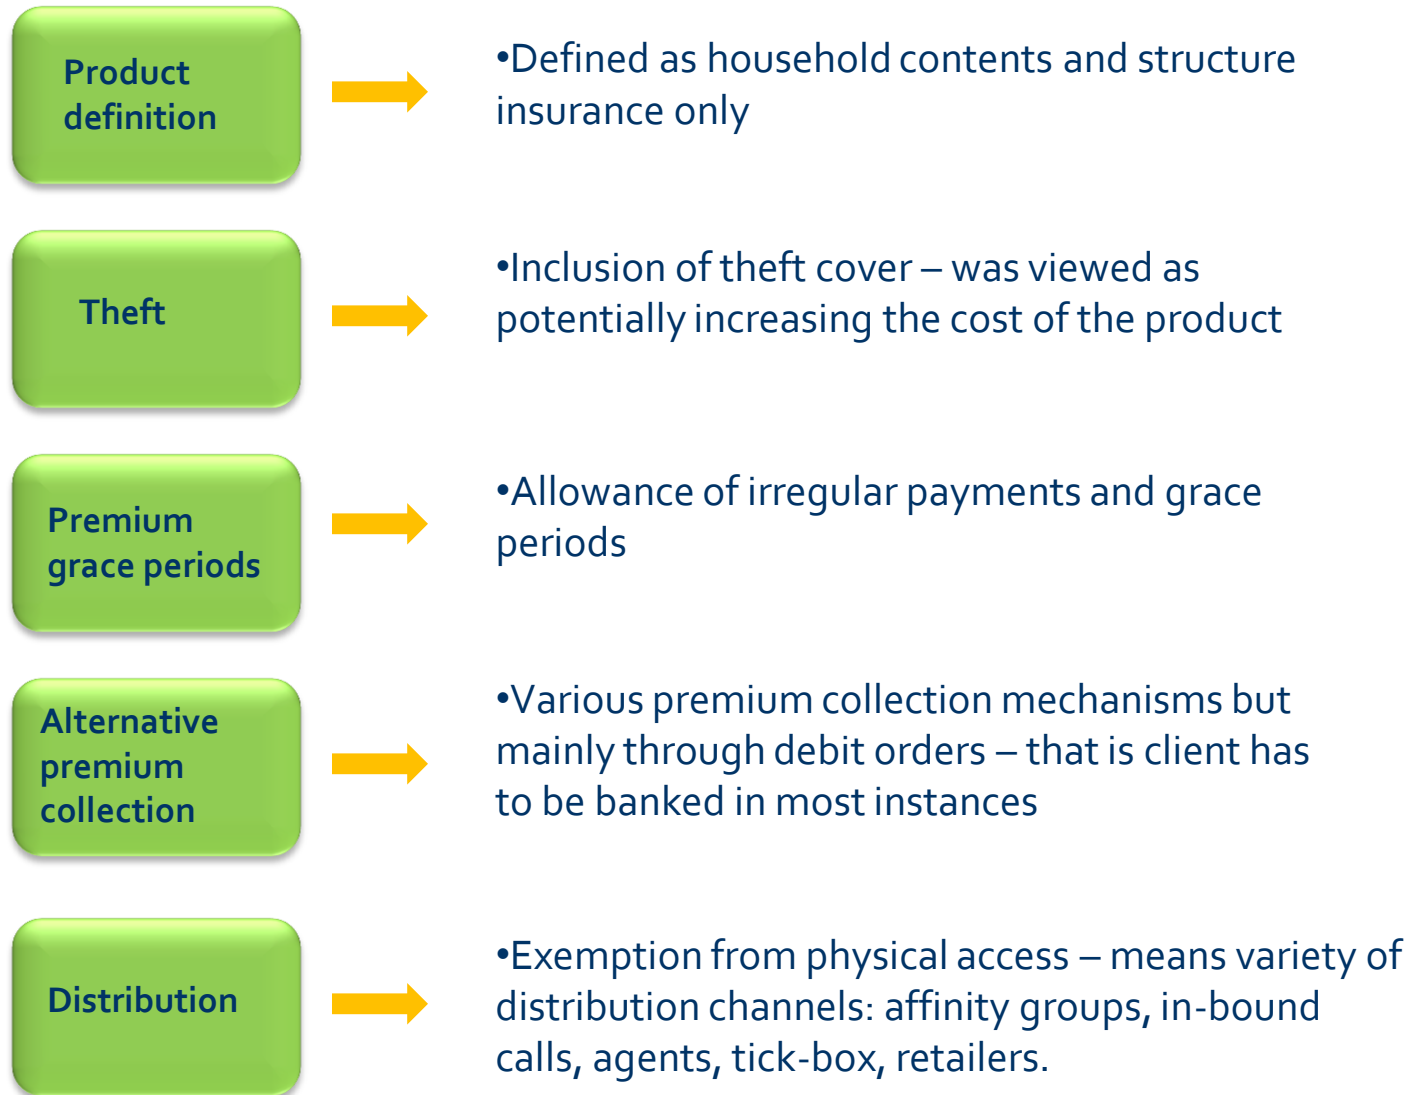 Product
definition
•Defined as household contents and structure
insurance only
Theft
•Inclusion of theft cover – was viewed as
potentially increasing the cost of the product
Premium
grace periods
•Allowance of irregular payments and grace
periods
Alternative
premium
collection
•Various premium collection mechanisms but
mainly through debit orders – that is client has
to be banked in most instances
Distribution
•Exemption from physical access – means variety of
distribution channels: affinity groups, in-bound
calls, agents, tick-box, retailers.